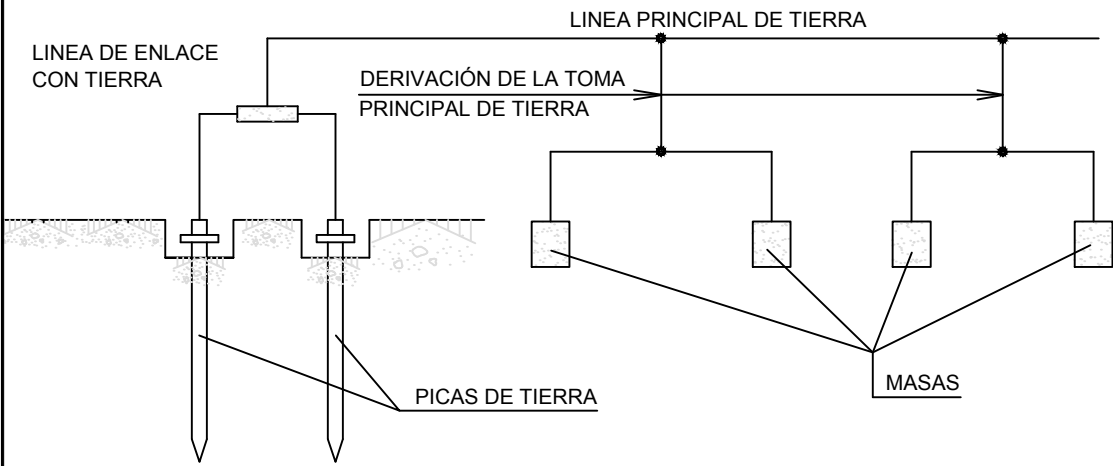 LINEA PRINCIPAL DE TIERRA
LINEA DE ENLACE
CON TIERRA
DERIVACIÓN DE LA TOMA
PRINCIPAL DE TIERRA
PICAS DE TIERRA
MASAS